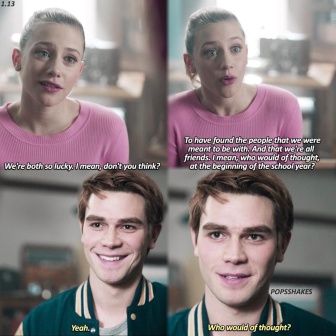 1.13
We're both so lucky. I mean, don't you think?
To have found the people that we were
meant to be with. And that we're all
friends. I mean, who would of thought,
at the beginning of the school year?
Yeah.
POPSSHAKES
Who would of thought?